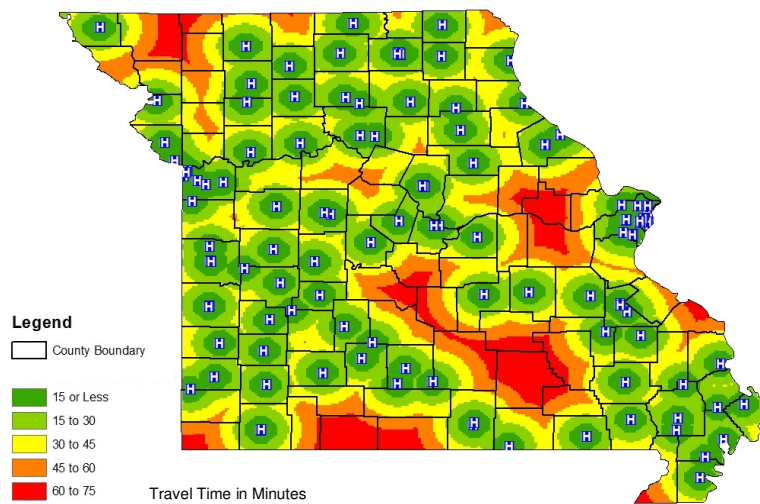 Legend
County Boundary
15 or Less
15 to 30
30 to 45
45 to 60
60 to 75
Travel Time in Minutes